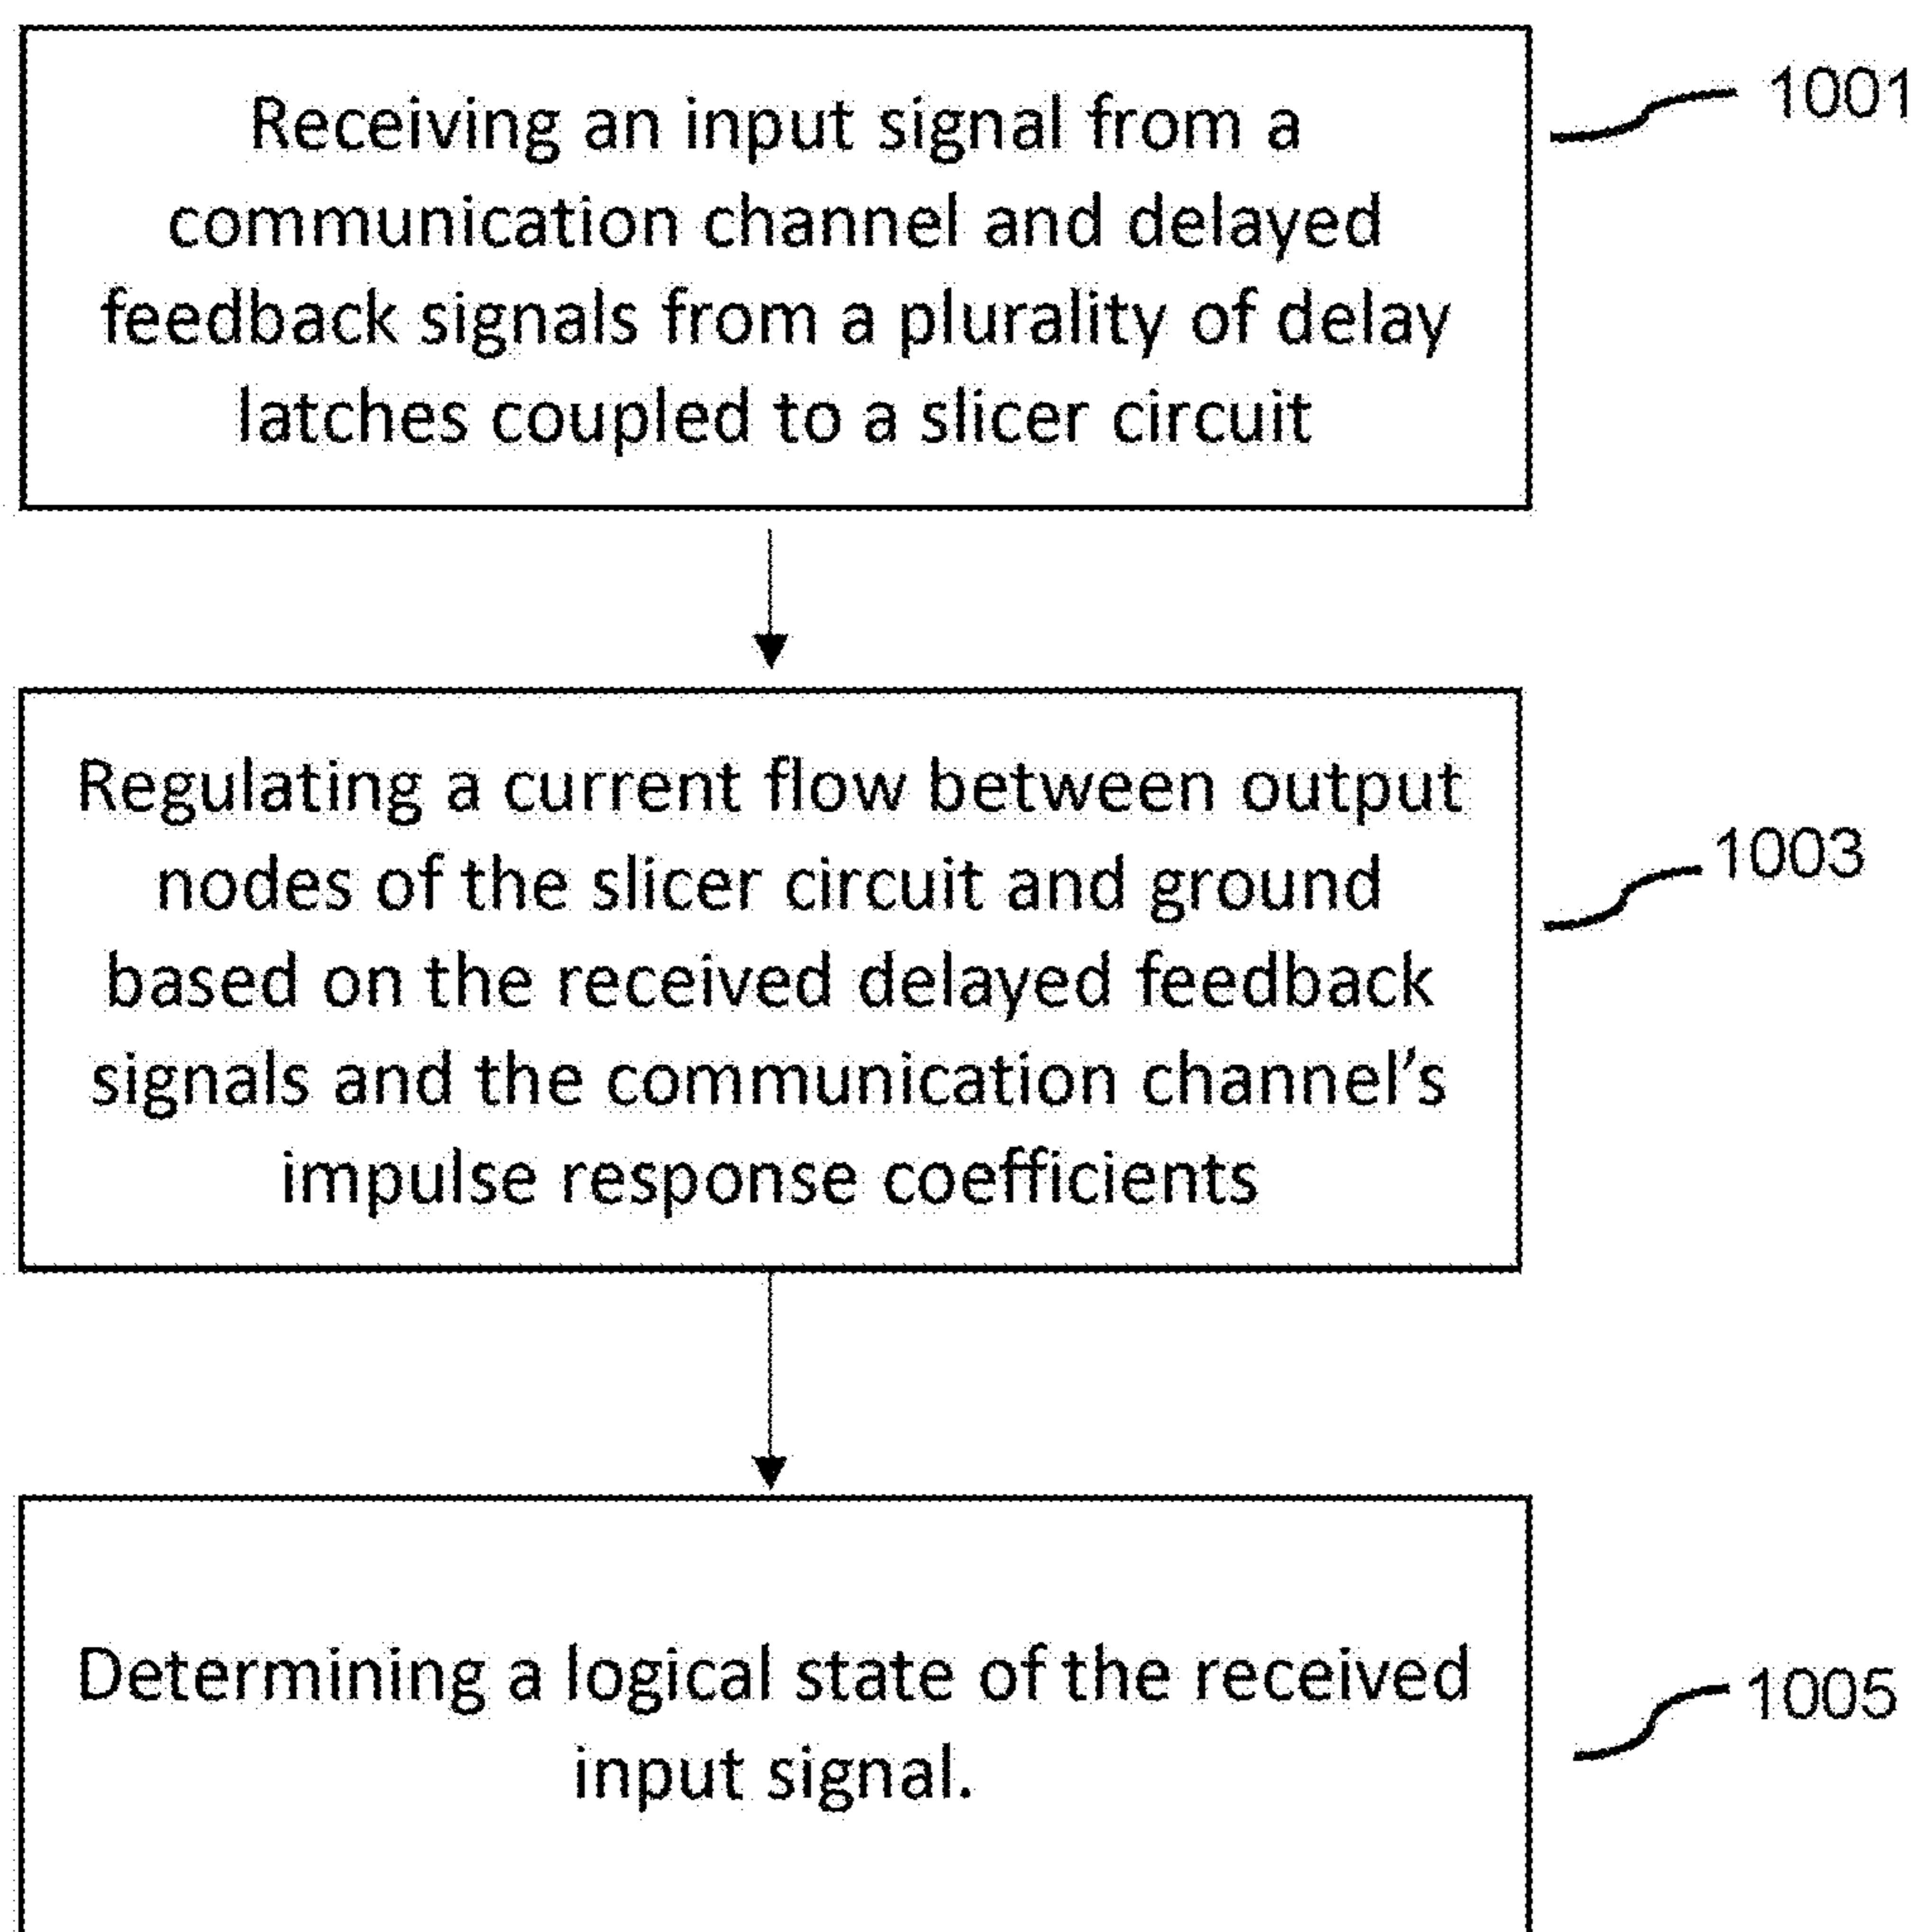 Receiving an input signal from a
communication channel and delayed
feedback signals from a plurality of delay
latches coupled to a slicer circuit
1001
Regulating a current flow between output
nodes of the slicer circuit and ground
based on the received delayed feedback
signals and the communication channel's
impulse response coefficients
1003
Determining a logical state of the received
input signal.
1005